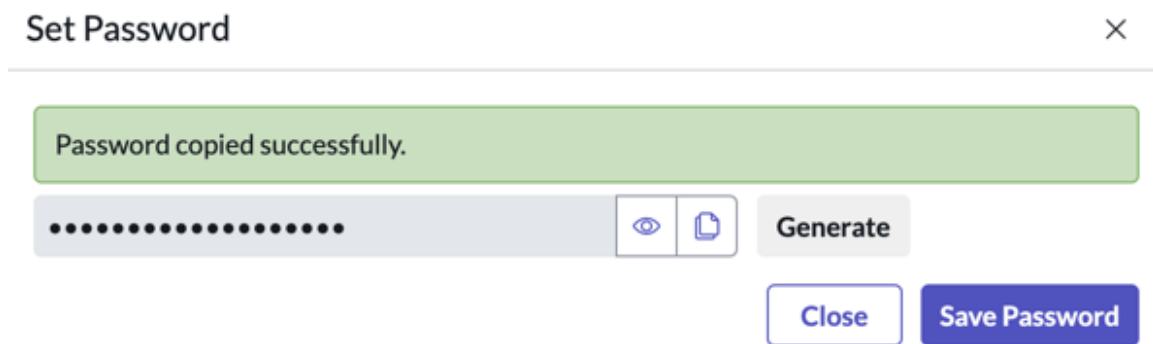 Set Password
Password copied successfully.
•••••••••••••••••••
Generate
Close
Save Password